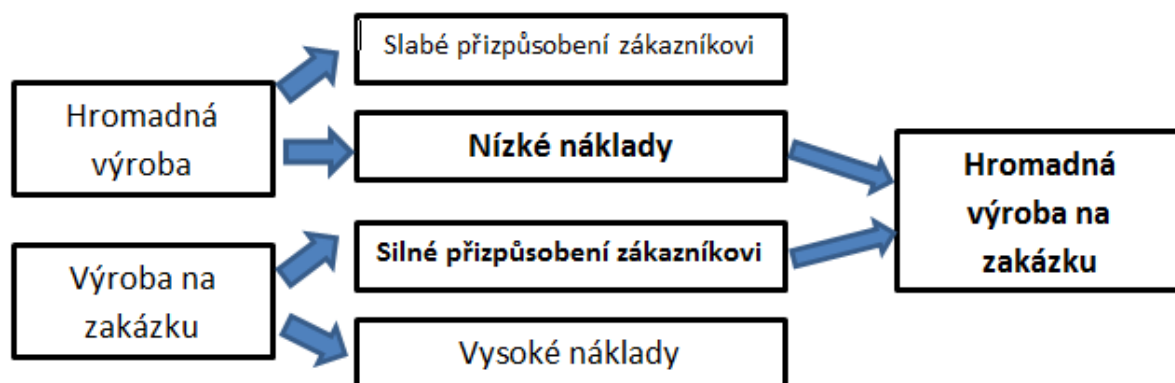 Slabé přizpůsobení zákazníkovi
Hromadná
výroba
Nízké náklady
Hromadná
výroba na
zakázku
Silné přizpůsobení zákazníkovi
Výroba na
zakázku
Vysoké náklady